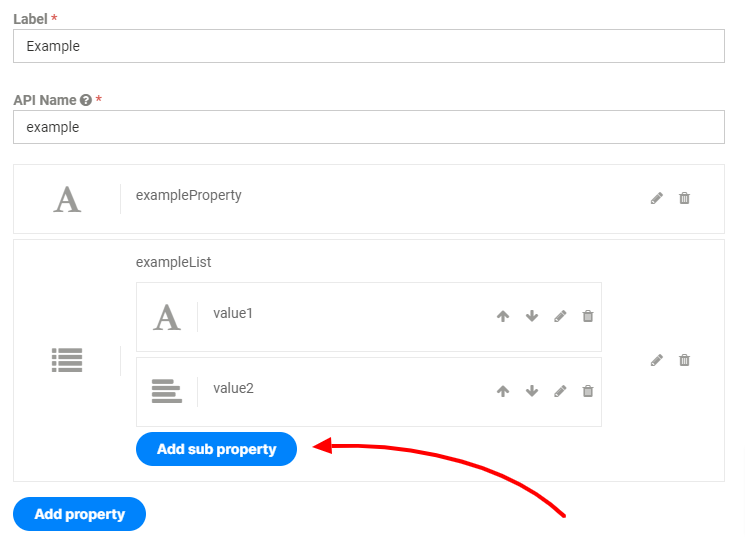 Label *
Example
API Name ? *
example
A
exampleProperty
exampleList
A
value1
value2
Add sub property
Add property